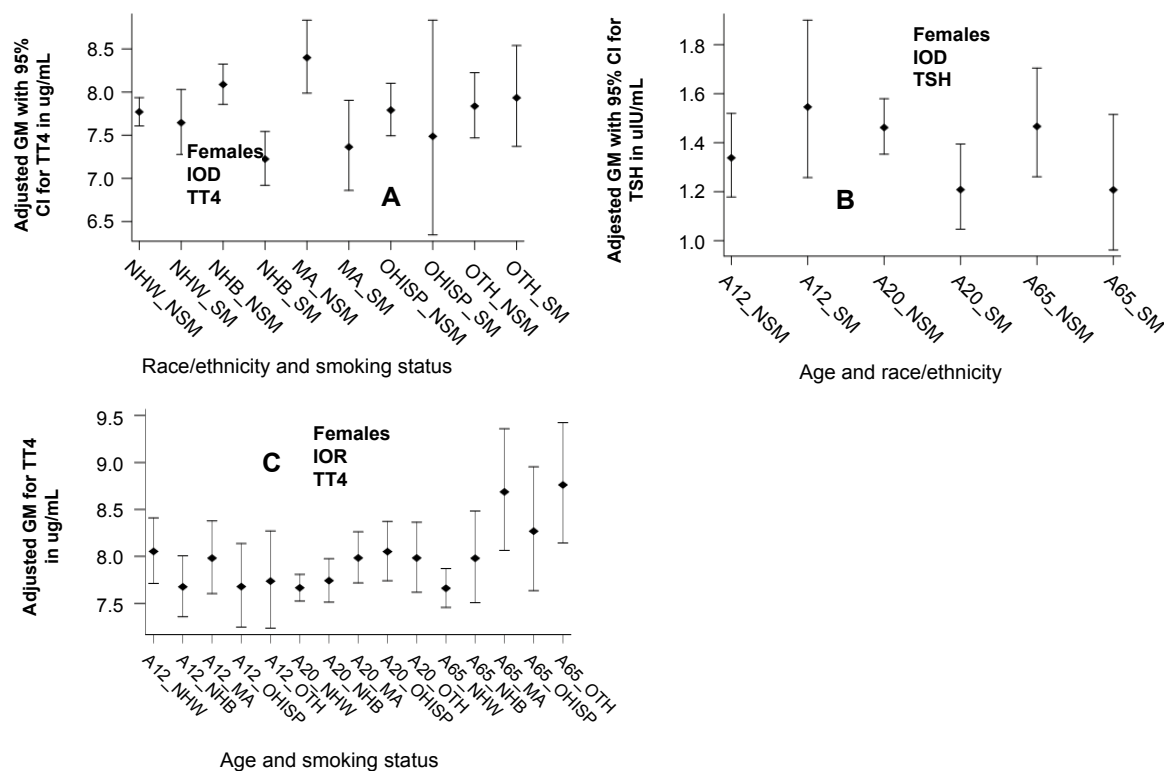 Adjusted GM with 95%
CI for TT4 in ug/mL
8.5
8.0
7.5
7.0
6.5
Females
IOD
TT4
A
NHW_NSM
NHW_SM
NHB_NSM
NHB_SM
MA_NSM
MA_SM
OHISP_NSM
OHISP_SM
OTH_NSM
OTH_SM
Race/ethnicity and smoking status
Adjested GM with 95% CI for
TSH in uIU/mL
1.8
1.6
1.4
1.2
1.0
Females
IOD
TSH
B
A12_NSM
A12_SM
A20_NSM
A20_SM
A65_NSM
A65_SM
Age and race/ethnicity
Adjusted GM for TT4
in ug/mL
9.5
9.0
8.5
8.0
7.5
C
Females
IOR
TT4
A12_NHW
A12_NHB
A12_MA
A12_OHISP
A12_OTH
A20_NHW
A20_NHB
A20_MA
A20_OHISP
A20_OTH
A65_NHW
A65_NHB
A65_MA
A65_OHISP
A65_OTH
Age and smoking status